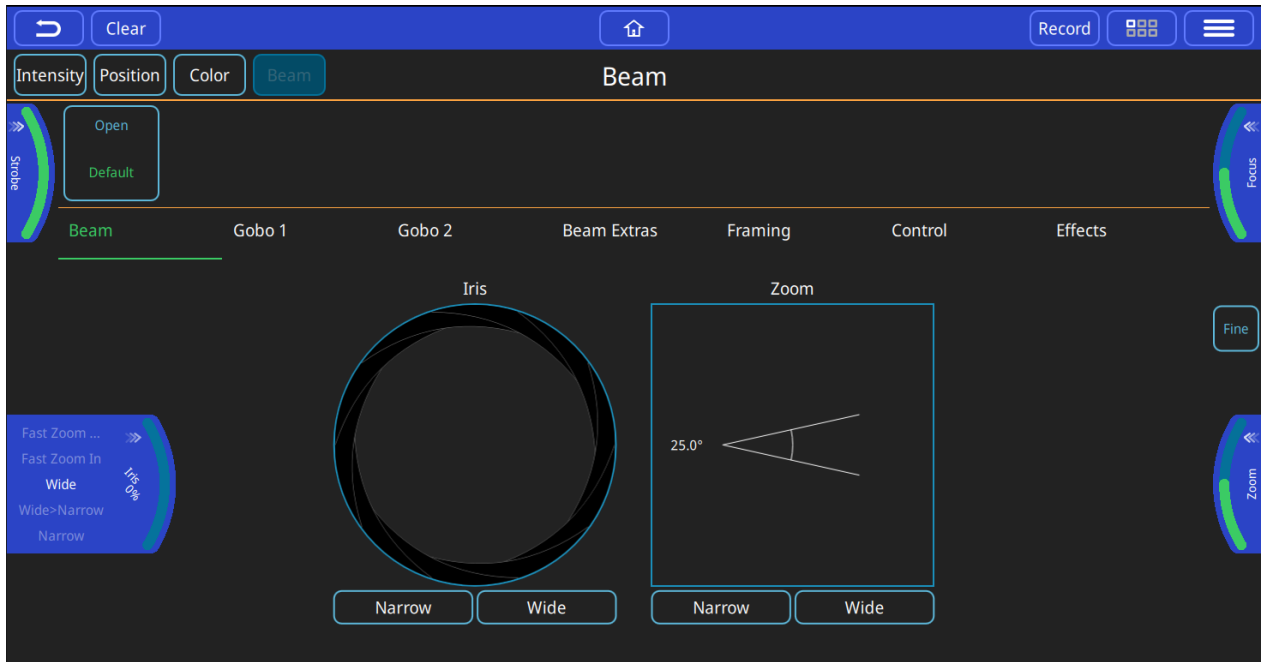 Clear
Record
Intensity
Position
Color
Beam
Beam
Open
Default
Strobe
Focus
Beam
Gobo 1
Gobo 2
Beam Extras
Framing
Control
Effects
Iris
Zoom
Fine
25.0°
Fast Zoom ...
Fast Zoom In
Wide
Wide>Narrow
Narrow
Iris
0%
Zoom
Narrow
Wide
Narrow
Wide